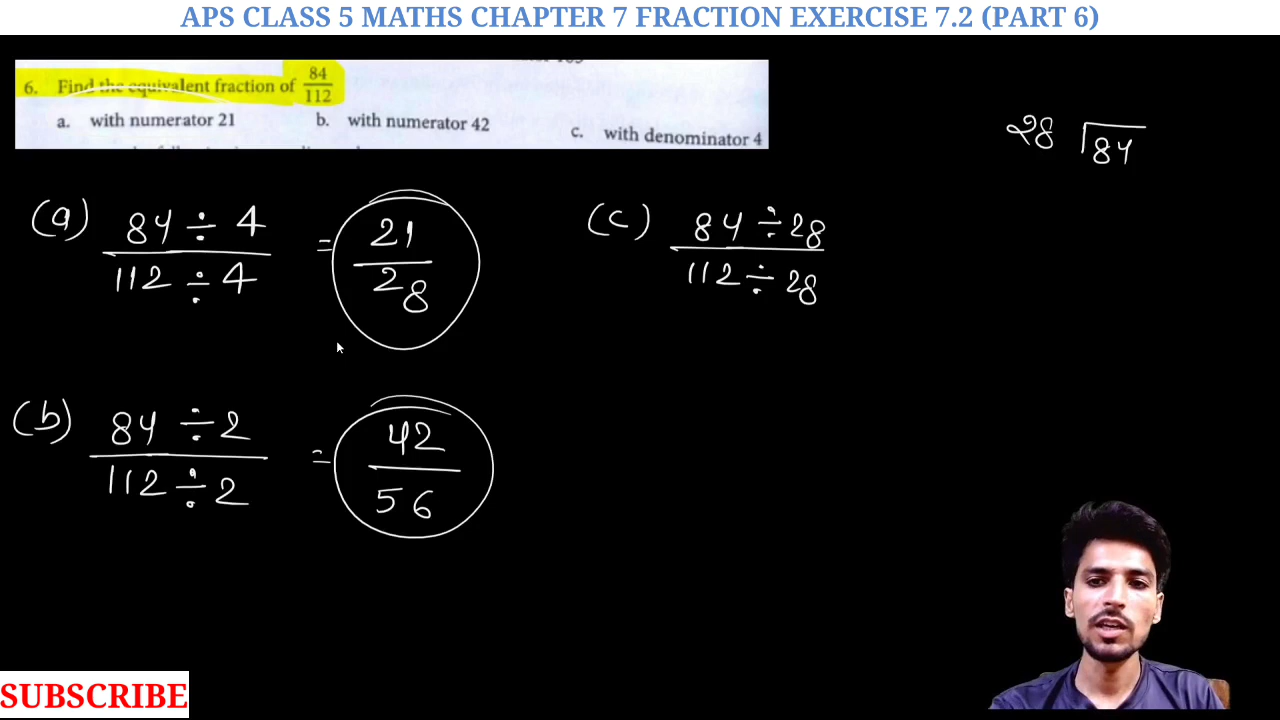 APS CLASS 5 MATHS CHAPTER 7 FRACTION EXERCISE 7.2 (PART 6)
6. Find the equivalent fraction of 84/112
a. with numerator 21 b. with numerator 42 c. with denominator 4
28 84
(a) 84 ÷ 4 / 112 ÷ 4 = 21/28
(c) 84 ÷ 28 / 112 ÷ 28
(b) 84 ÷ 2 / 112 ÷ 2 = 42/56
SUBSCRIBE